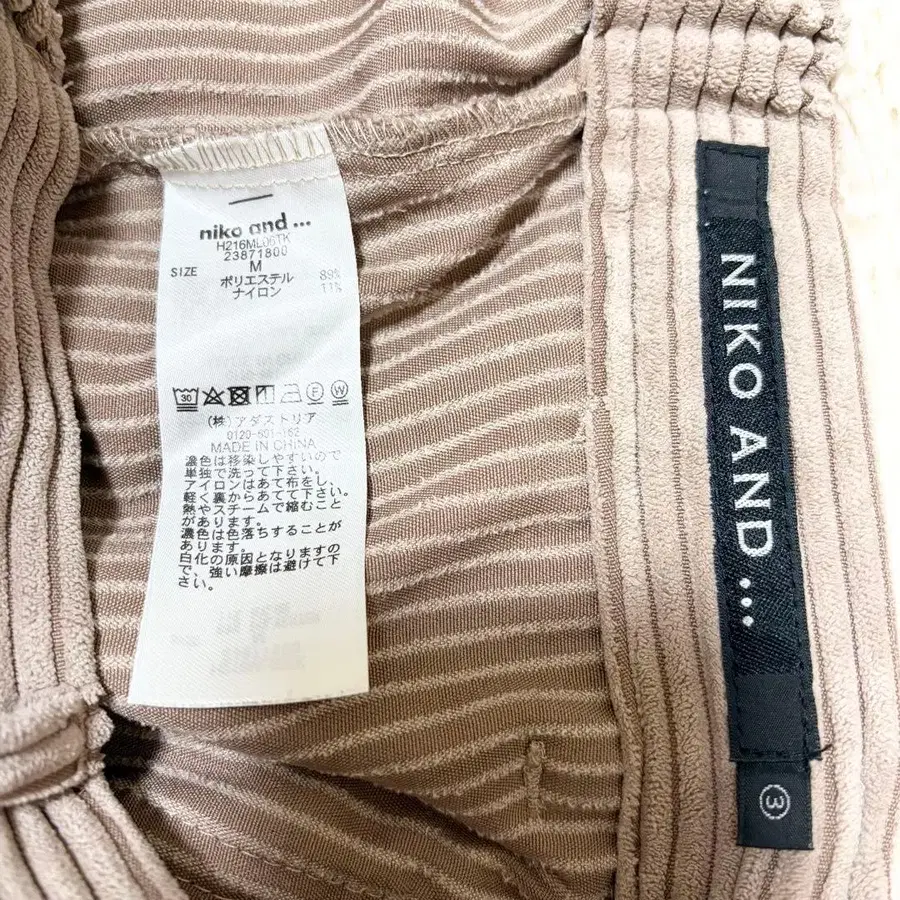 niko and ...
H216ML06TK
23871800
SIZE M
ポリエステル 89%
ナイロン 11%
30 F W
(株)アダストリア
0120-601-162
MADE IN CHINA
濃色は移染しやすいので
単独で洗って下さい。
アイロンはあて布をし、
軽く裏からあてて下さい。
熱やスチームで縮むこと
があります。
濃色は色落ちすることが
あります。
白化の原因となりますの
で、強い摩擦は避けて下
さい。
NIKO AND ...
③